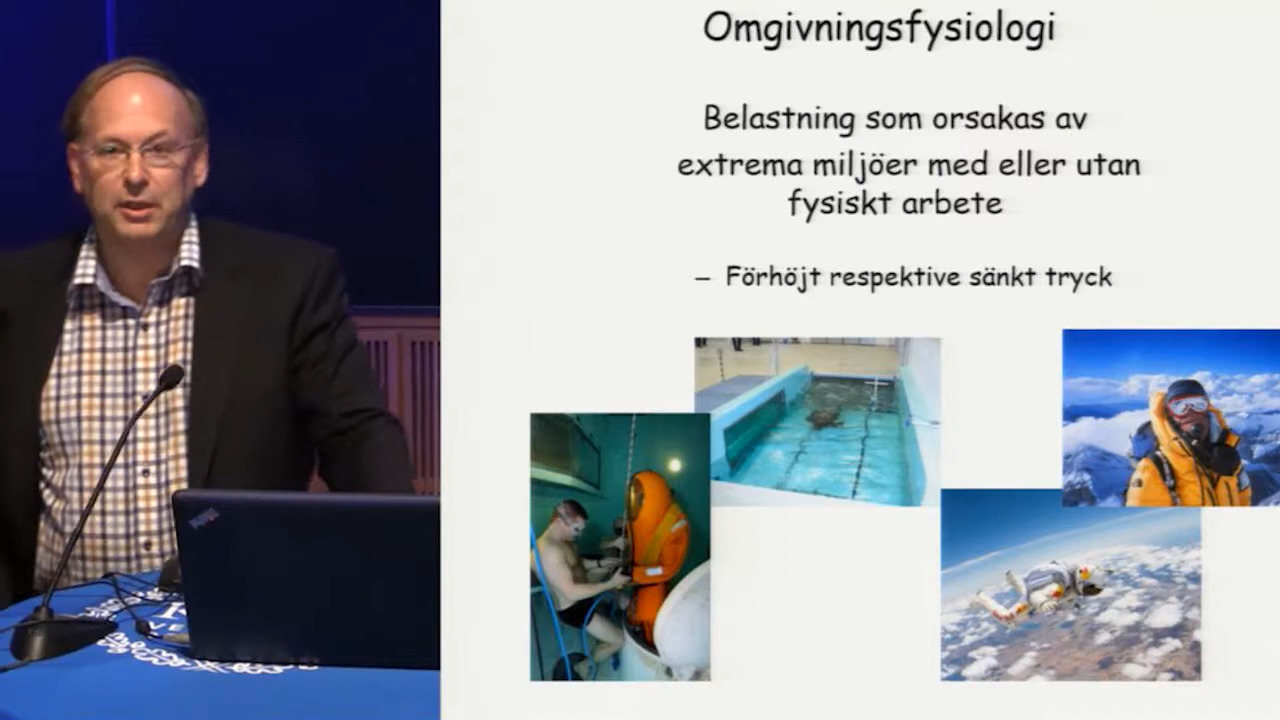 Omgivningsfysiologi
Belastning som orsakas av
extrema miljöer med eller utan
fysiskt arbete
– Förhöjt respektive sänkt tryck